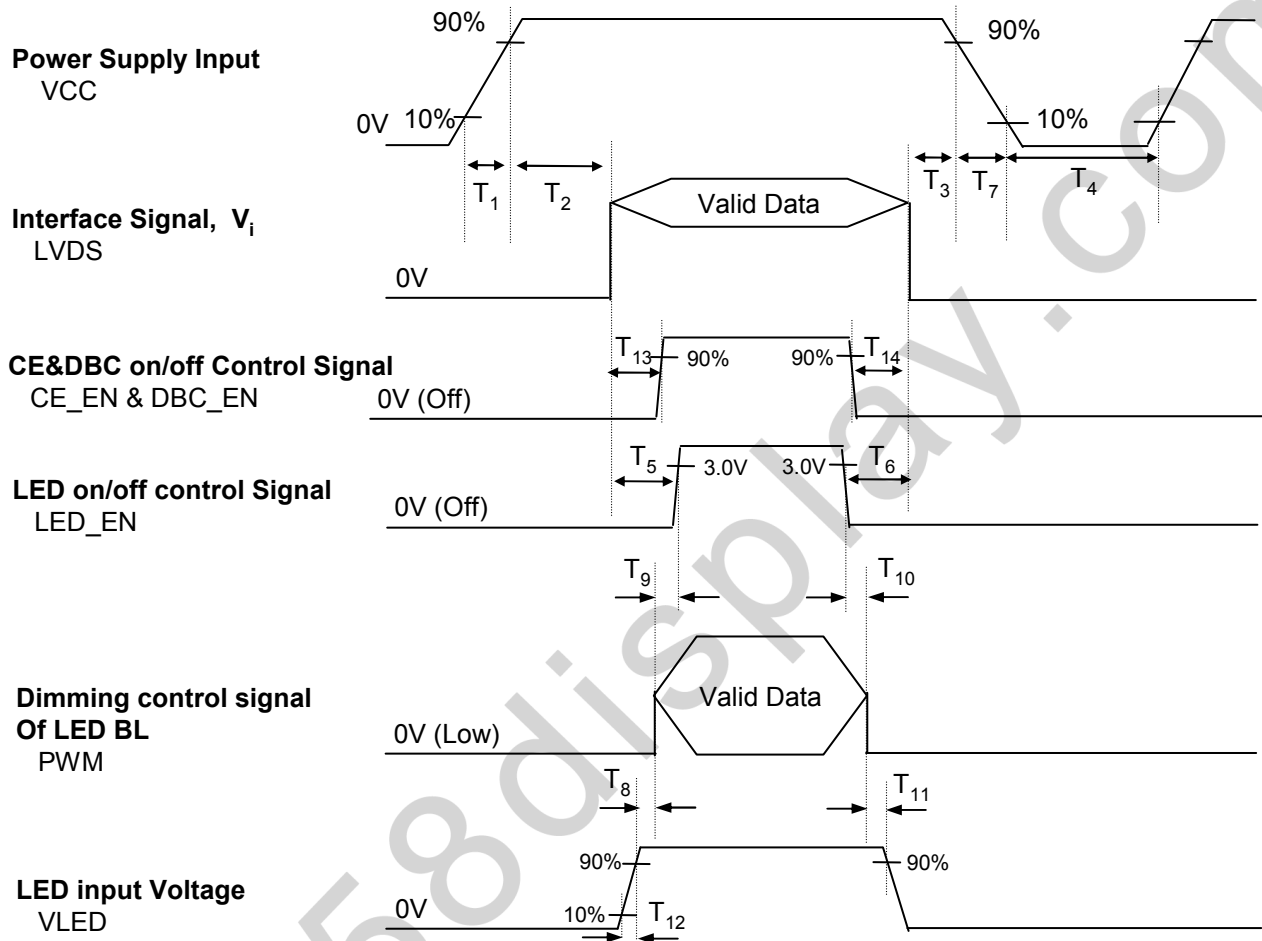 90%
90%
Power Supply Input
VCC
0V
10%
10%
T1
T2
T3
T7
T4
Interface Signal, Vi
LVDS
Valid Data
0V
T13
90%
90%
T14
CE&DBC on/off Control Signal
CE_EN & DBC_EN
0V (Off)
T5
3.0V
3.0V
T6
LED on/off control Signal
LED_EN
0V (Off)
T9
T10
Dimming control signal
Of LED BL
PWM
Valid Data
0V (Low)
T8
T11
90%
90%
LED input Voltage
VLED
0V
10%
T12
58display.com